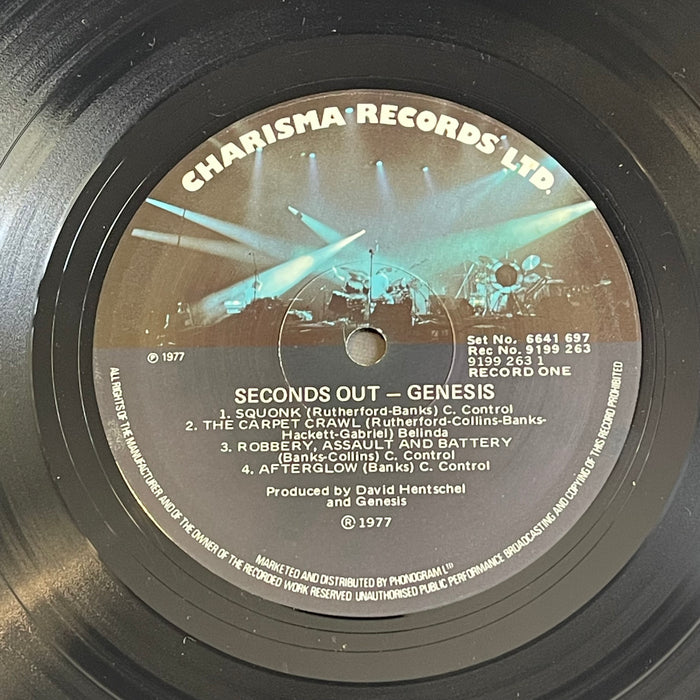 CHARISMA RECORDS LTD.
℗ 1977
Set No. 6641 697
Rec No. 9199 263
9199 263 1
RECORD ONE
SECONDS OUT – GENESIS
1. SQUONK (Rutherford-Banks) C. Control
2. THE CARPET CRAWL (Rutherford-Collins-Banks-
Hackett-Gabriel) Belinda
3. ROBBERY, ASSAULT AND BATTERY
(Banks-Collins) C. Control
4. AFTERGLOW (Banks) C. Control
Produced by David Hentschel
and Genesis
® 1977
MARKETED AND DISTRIBUTED BY PHONOGRAM LTD
ALL RIGHTS OF THE MANUFACTURER AND OF THE OWNER OF THE RECORDED WORK RESERVED UNAUTHORISED PUBLIC PERFORMANCE BROADCASTING AND COPYING OF THIS RECORD PROHIBITED